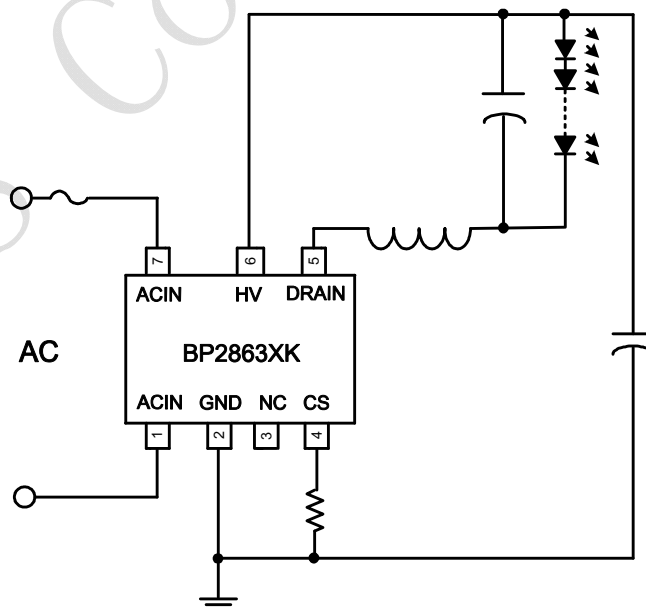 7 6 5
ACIN HV DRAIN
AC BP2863XK
ACIN GND NC CS
1 2 3 4